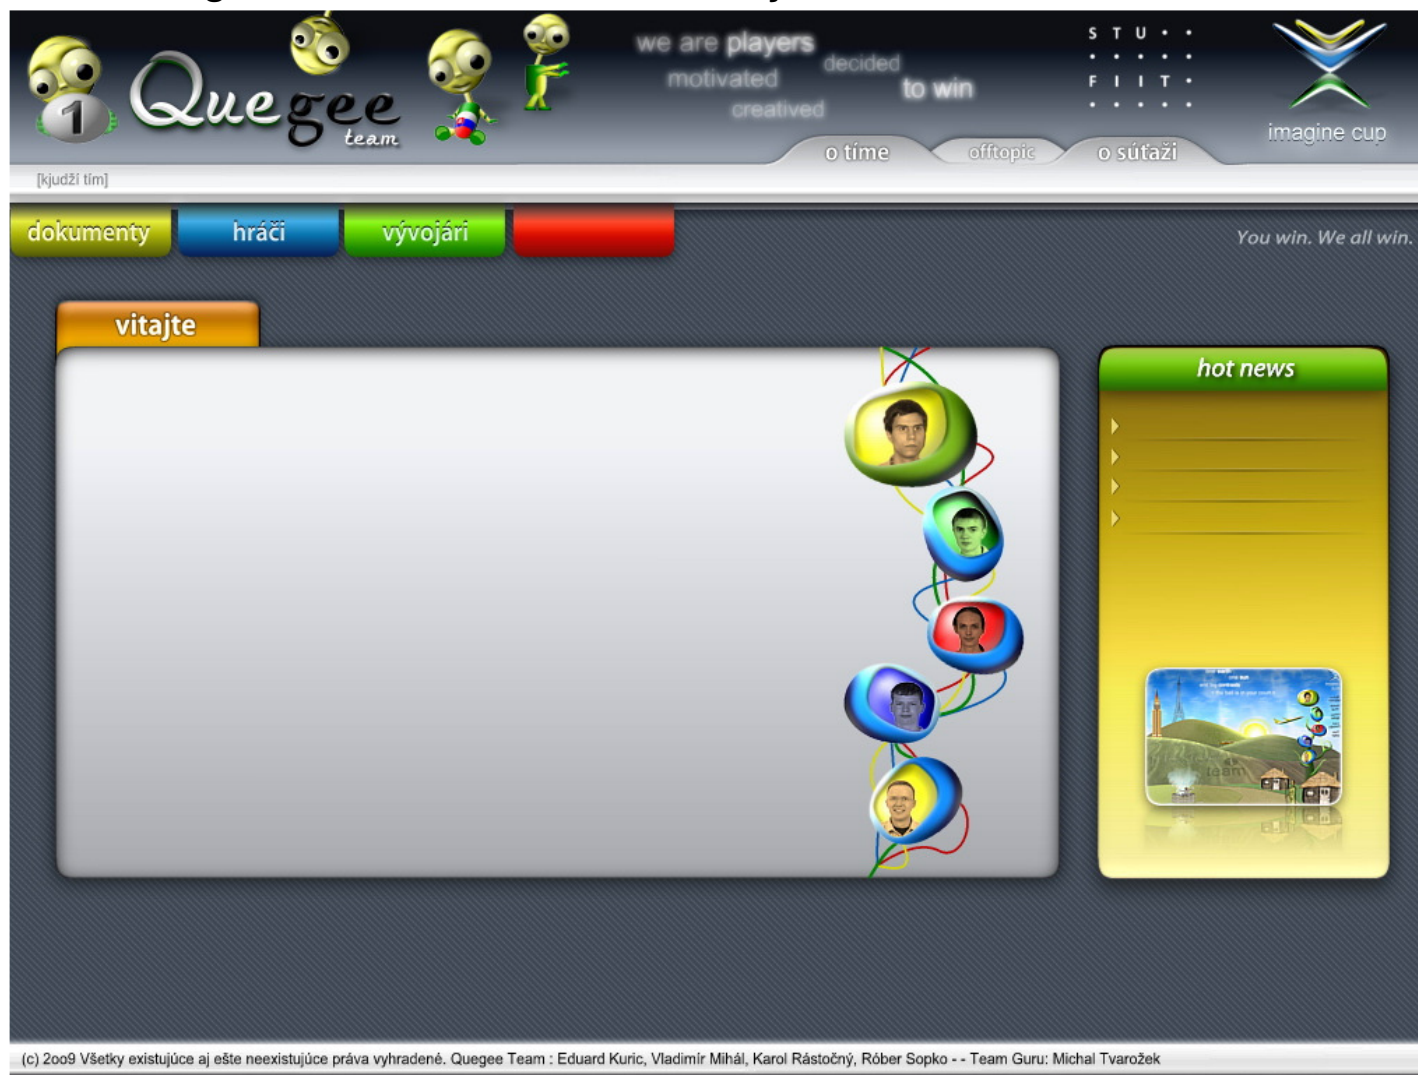 1
Quegee
team
we are players
decided
motivated
to win
creatived
S T U
F I I T
imagine cup
o tíme
offtopic
o súťaži
[kjudží tím]
dokumenty
hráči
vývojári
You win. We all win.
vitajte
hot news
team
(c) 2oo9 Všetky existujúce aj ešte neexistujúce práva vyhradené. Quegee Team : Eduard Kuric, Vladimír Mihál, Karol Rástočný, Róber Sopko - - Team Guru: Michal Tvarožek